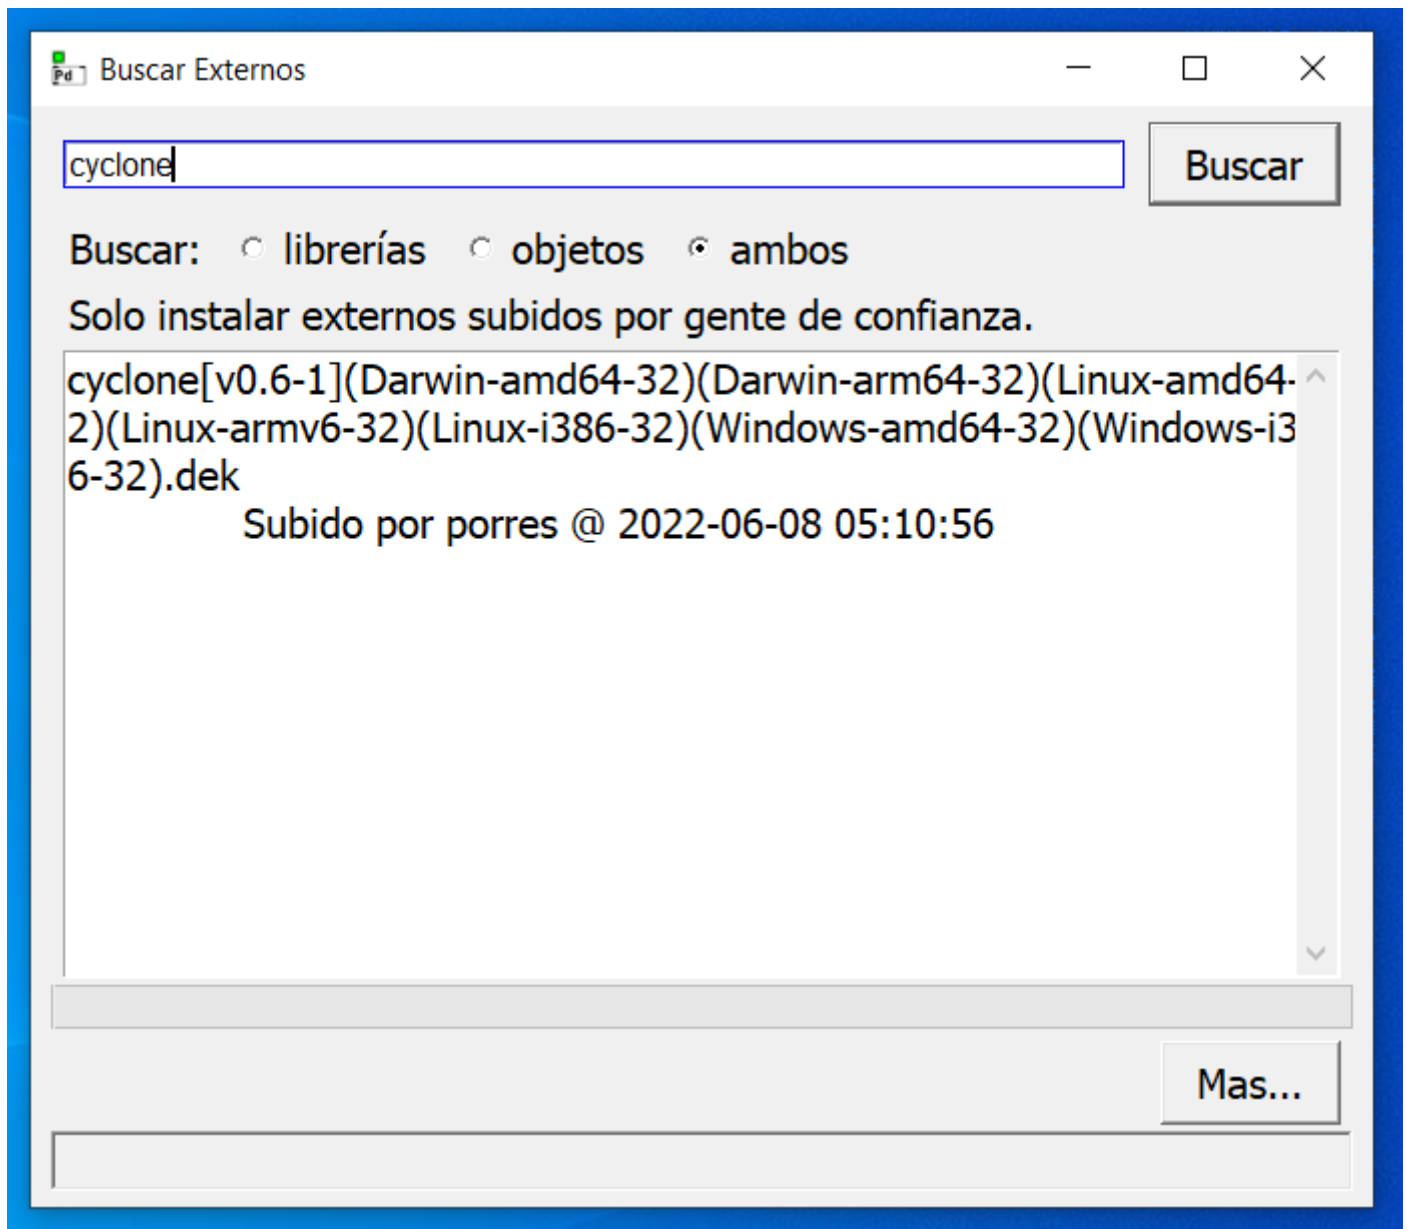 Pd
Buscar Externos
cyclone
Buscar
Buscar: librerías objetos ambos
Solo instalar externos subidos por gente de confianza.
cyclone[v0.6-1](Darwin-amd64-32)(Darwin-arm64-32)(Linux-amd64-
2)(Linux-armv6-32)(Linux-i386-32)(Windows-amd64-32)(Windows-i3
6-32).dek
Subido por porres @ 2022-06-08 05:10:56
Mas...